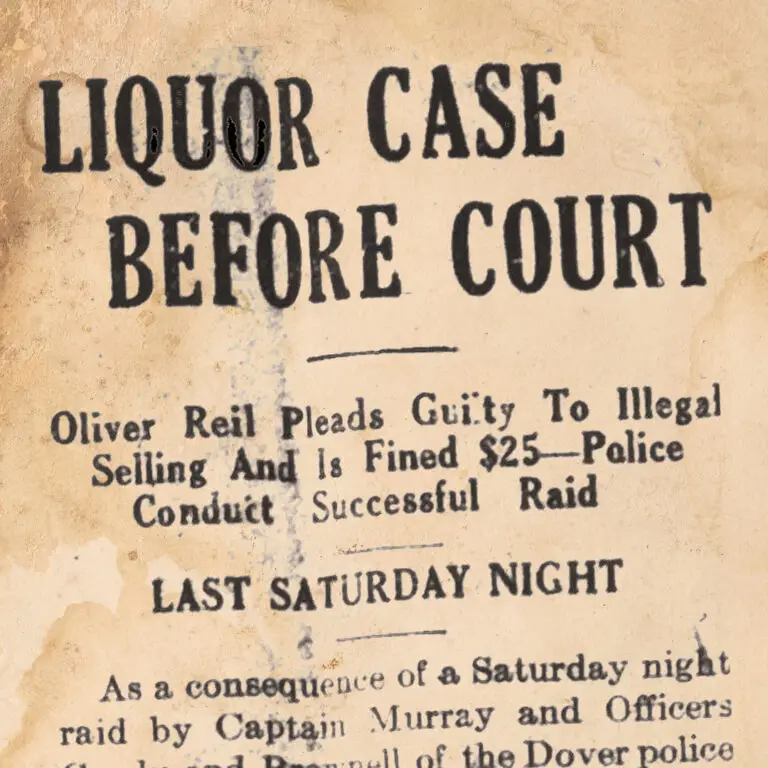 LIQUOR CASE
BEFORE COURT
Oliver Reil Pleads Guilty To Illegal
Selling And Is Fined $25—Police
Conduct Successful Raid
LAST SATURDAY NIGHT
As a consequence of a Saturday night
raid by Captain Murray and Officers
and of the Dover police